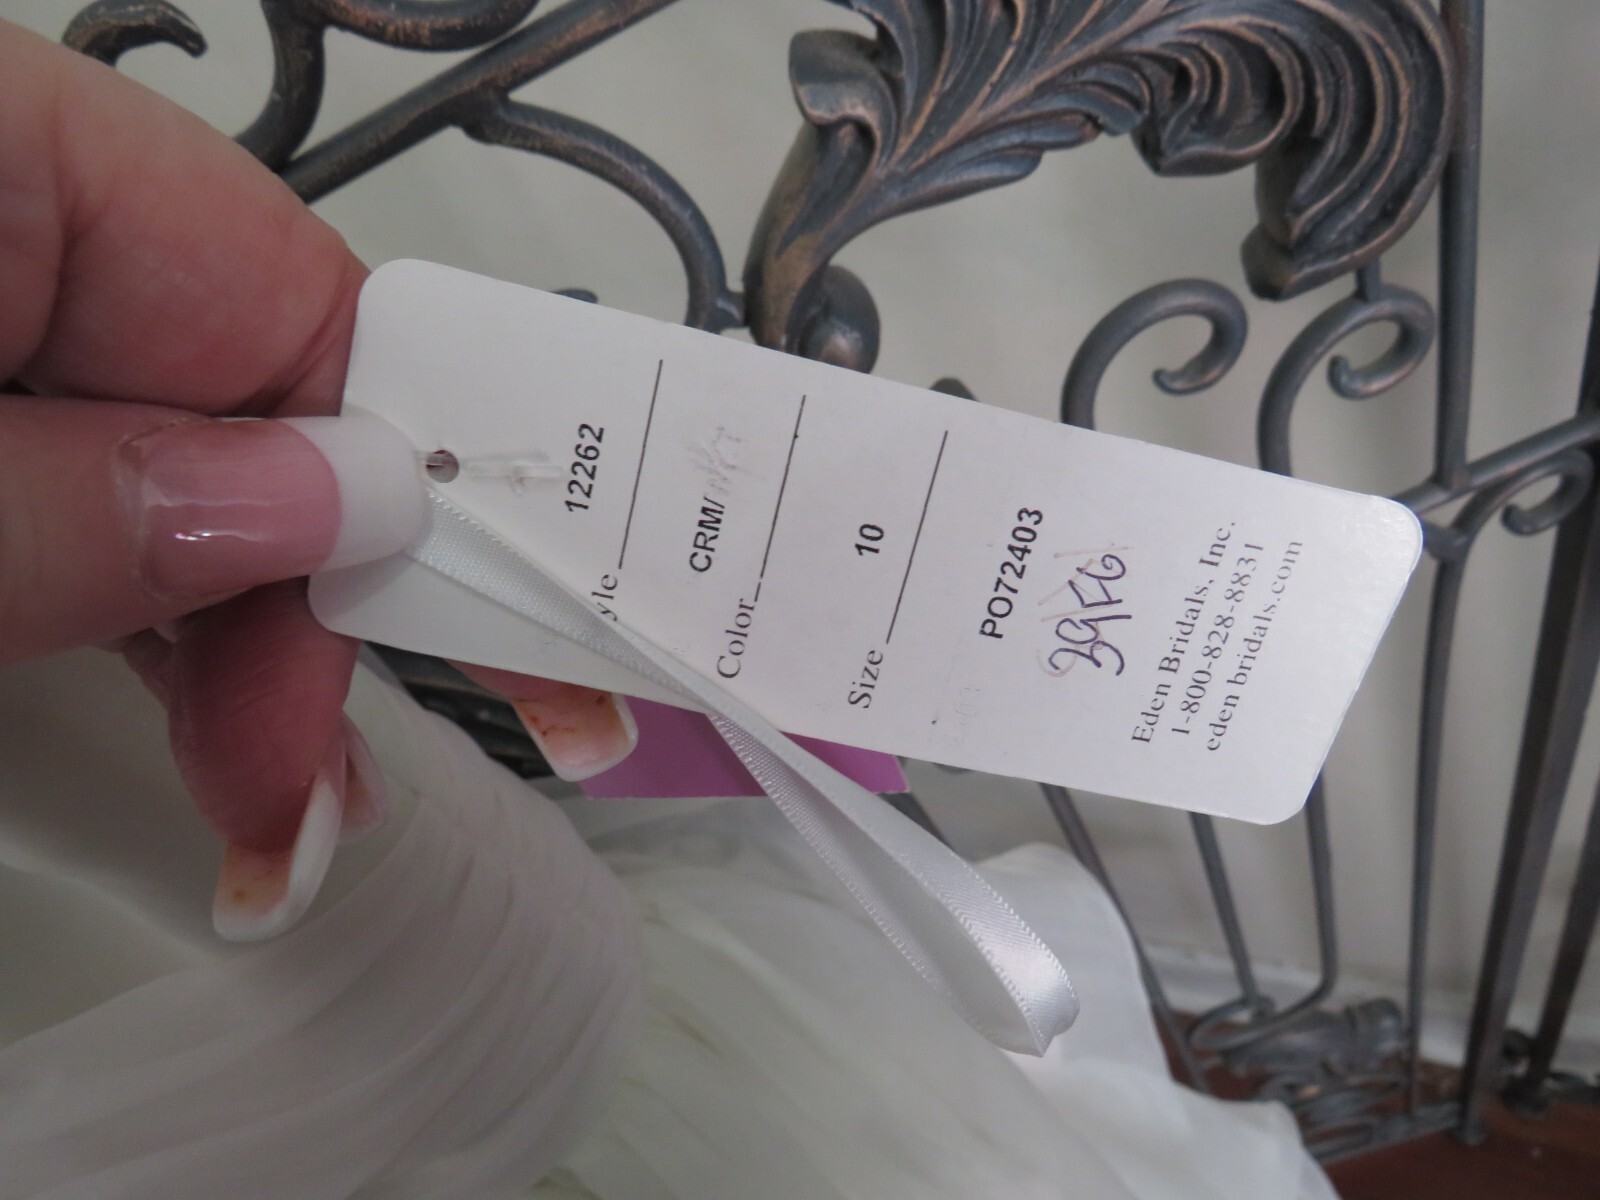 12262
yle
CRM/
Color
10
Size
PO72403
Eden Bridals, Inc.
1-800-828-8831
eden bridals.com